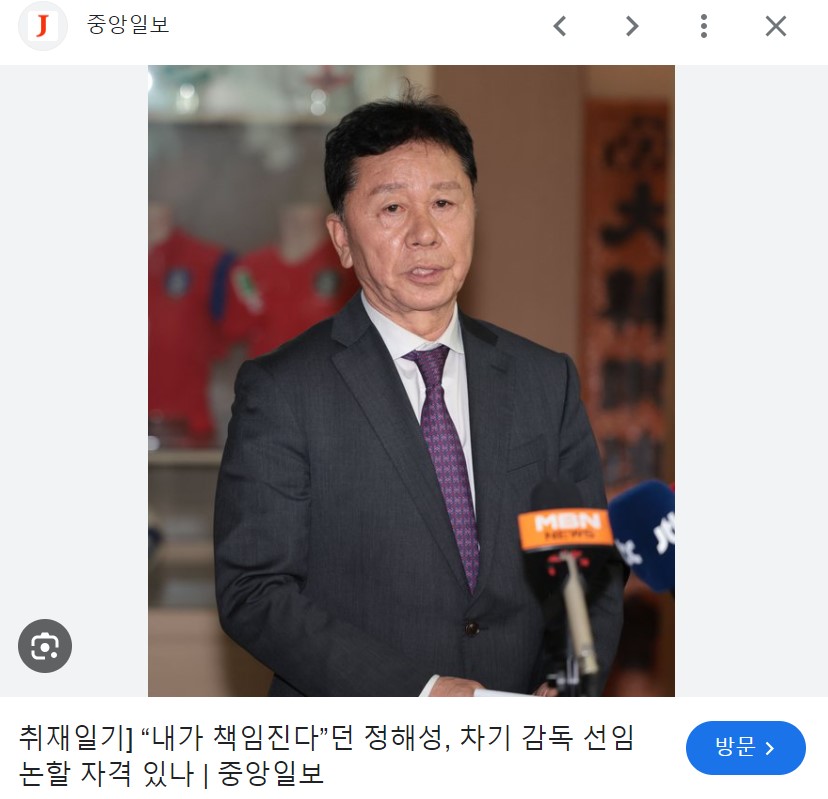 J 중앙일보
MBN
NEWS
취재일기] “내가 책임진다”던 정해성, 차기 감독 선임
논할 자격 있나 | 중앙일보
방문